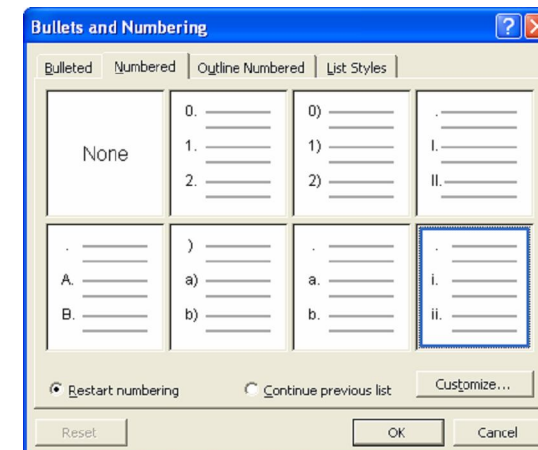 Bullets and Numbering
Bulleted Numbered Outline Numbered List Styles
None
0.
1.
2.
0)
1)
2)
.
I.
II.
.
A.
B.
)
a)
b)
.
a.
b.
.
i.
ii.
Restart numbering Continue previous list Customize...
Reset OK Cancel